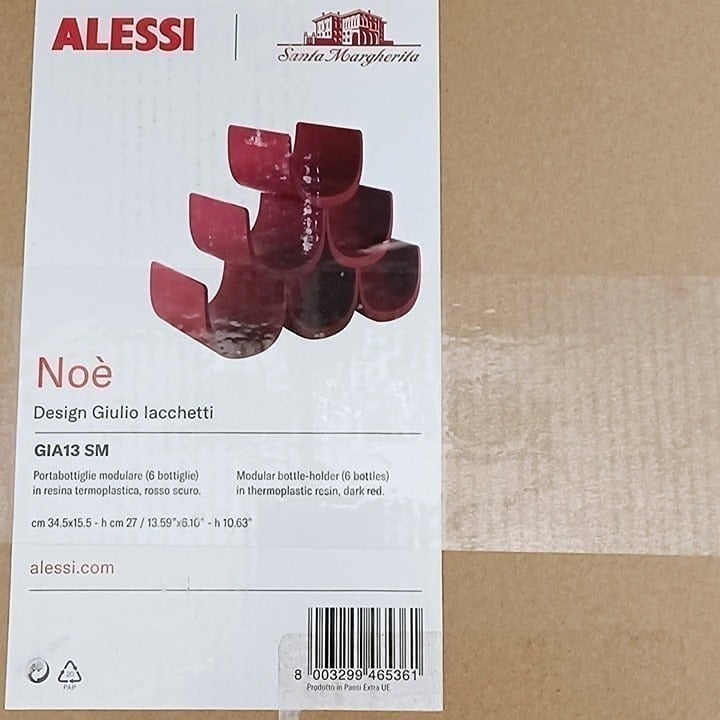 ALESSI
Santa Margherita
Noè
Design Giulio Iacchetti
GIA13 SM
Portabottiglie modulare (6 bottiglie)
in resina termoplastica, rosso scuro.
Modular bottle-holder (6 bottles)
in thermoplastic resin, dark red.
cm 34.5x15.5 - h cm 27 / 13.59"x6.10" - h 10.63"
alessi.com
20
PAP
8 003299 465361
Prodotto in Paesi Extra UE